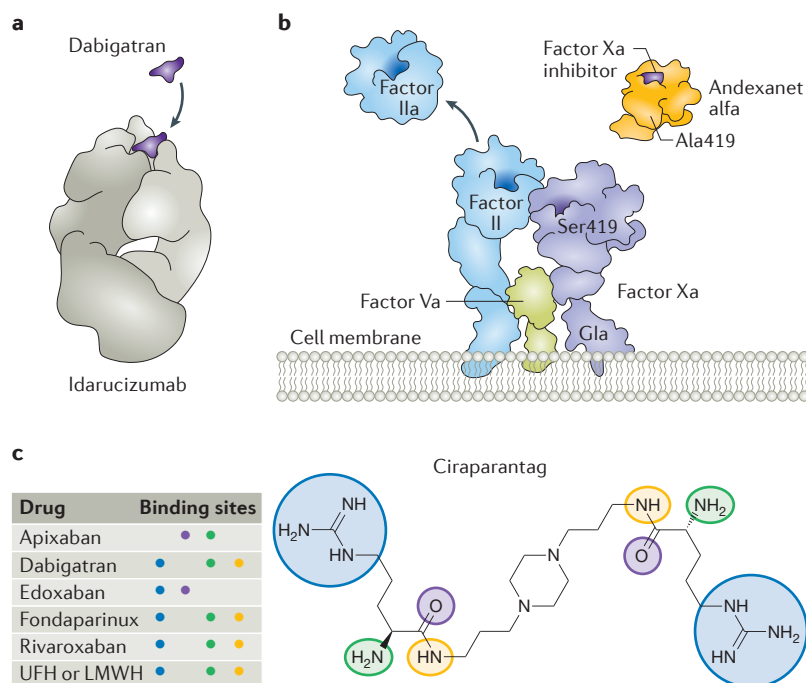 a
Dabigatran
Idarucizumab
b
Factor
IIa
Factor Xa
inhibitor
Andexanet
alfa
Ala419
Factor
II
Ser419
Factor Va
Factor Xa
Gla
Cell membrane
c
Ciraparantag
Drug Binding sites
Apixaban
Dabigatran
Edoxaban
Fondaparinux
Rivaroxaban
UFH or LMWH
NH
H2N
NH
O
H2N
HN
N
N
NH
O
NH2
NH
NH2
HN